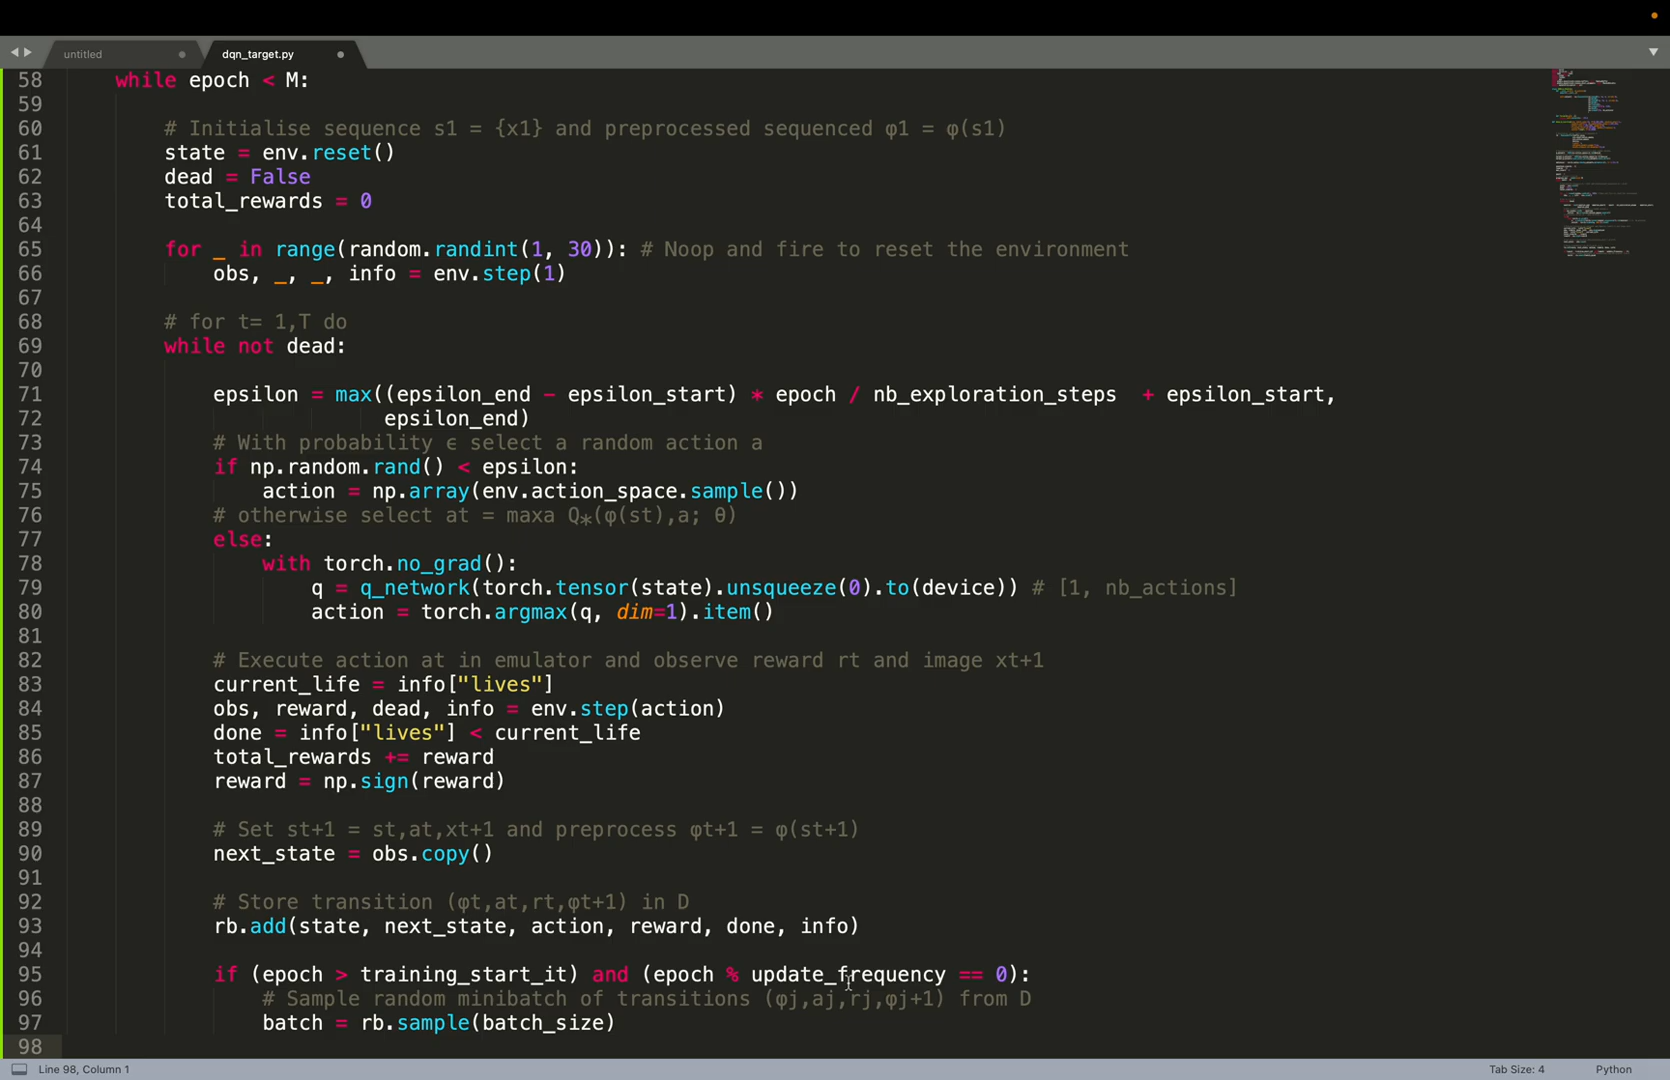 untitled
dqn_target.py
58 while epoch < M:
59
60 # Initialise sequence s1 = {x1} and preprocessed sequenced φ1 = φ(s1)
61 state = env.reset()
62 dead = False
63 total_rewards = 0
64
65 for _ in range(random.randint(1, 30)): # Noop and fire to reset the environment
66 obs, _, _, info = env.step(1)
67
68 # for t= 1,T do
69 while not dead:
70
71 epsilon = max((epsilon_end - epsilon_start) * epoch / nb_exploration_steps  + epsilon_start,
72 epsilon_end)
73 # With probability ϵ select a random action a
74 if np.random.rand() < epsilon:
75 action = np.array(env.action_space.sample())
76 # otherwise select at = maxa Q∗(φ(st),a; θ)
77 else:
78 with torch.no_grad():
79 q = q_network(torch.tensor(state).unsqueeze(0).to(device)) # [1, nb_actions]
80 action = torch.argmax(q, dim=1).item()
81
82 # Execute action at in emulator and observe reward rt and image xt+1
83 current_life = info["lives"]
84 obs, reward, dead, info = env.step(action)
85 done = info["lives"] < current_life
86 total_rewards += reward
87 reward = np.sign(reward)
88
89 # Set st+1 = st,at,xt+1 and preprocess φt+1 = φ(st+1)
90 next_state = obs.copy()
91
92 # Store transition (φt,at,rt,φt+1) in D
93 rb.add(state, next_state, action, reward, done, info)
94
95 if (epoch > training_start_it) and (epoch % update_frequency == 0):
96 # Sample random minibatch of transitions (φj,aj,rj,φj+1) from D
97 batch = rb.sample(batch_size)
98
Line 98, Column 1
Tab Size: 4
Python